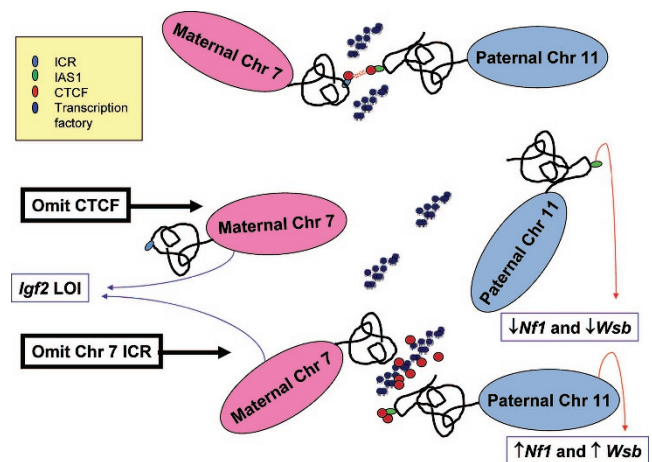 ICR
IAS1
CTCF
Transcription
factory
Maternal Chr 7
Paternal Chr 11
Omit CTCF
Maternal Chr 7
Paternal Chr 11
Igf2 LOI
↓Nf1 and ↓Wsb
Omit Chr 7 ICR
Maternal Chr 7
Paternal Chr 11
↑Nf1 and ↑ Wsb